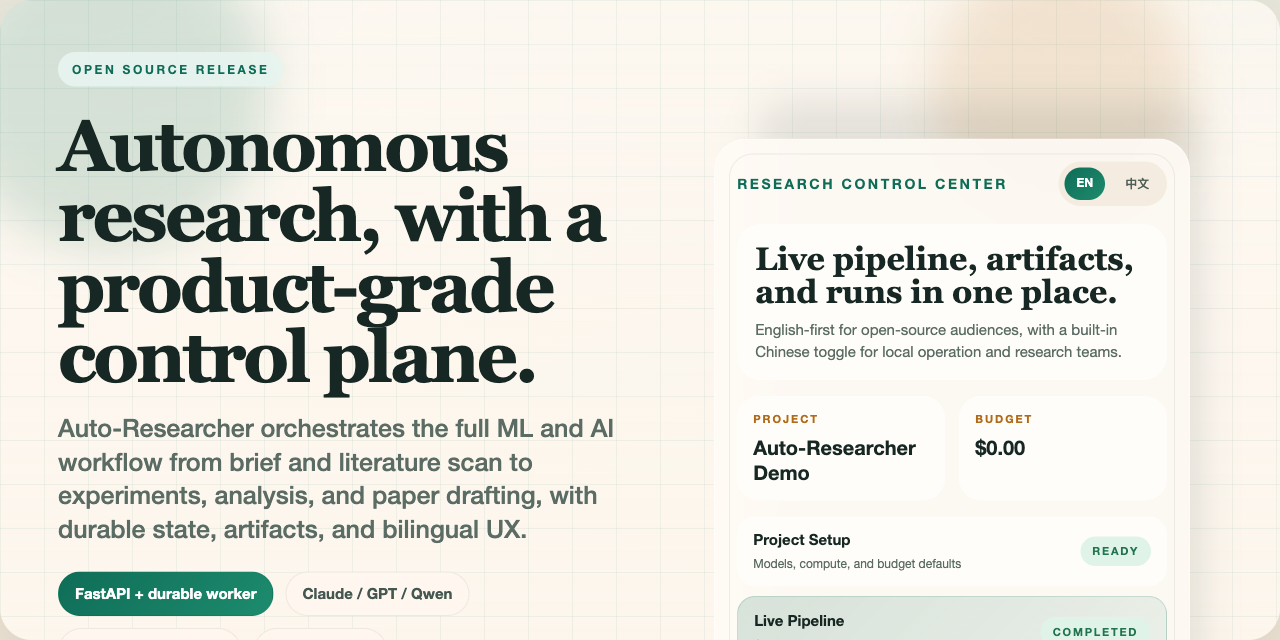 OPEN SOURCE RELEASE
Autonomous
research, with a
product-grade
control plane.
Auto-Researcher orchestrates the full ML and AI
workflow from brief and literature scan to
experiments, analysis, and paper drafting, with
durable state, artifacts, and bilingual UX.
FastAPI + durable worker
Claude / GPT / Qwen
RESEARCH CONTROL CENTER
EN
中文
Live pipeline, artifacts,
and runs in one place.
English-first for open-source audiences, with a built-in
Chinese toggle for local operation and research teams.
PROJECT
Auto-Researcher
Demo
BUDGET
$0.00
Project Setup
Models, compute, and budget defaults
READY
Live Pipeline
COMPLETED